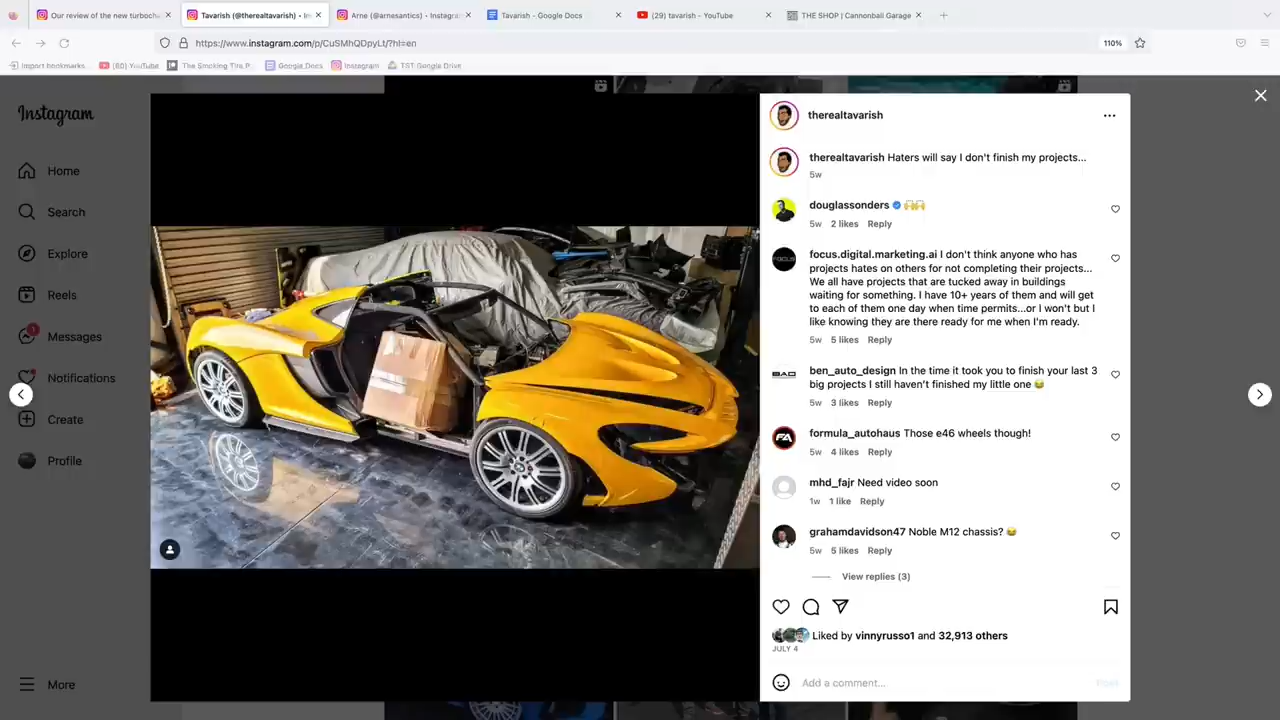 Our review of the new turbocha
Tavarish (@therealtavarish) • In
Arne (@arnesantics) • Instagram
Tavarish - Google Docs
(29) tavarish - YouTube
THE SHOP | Cannonball Garage
https://www.instagram.com/p/CuSMhQDpyLt/?hl=en
110%
Import bookmarks...
(60) YouTube
The Smoking Tire P...
Google Docs
Instagram
TST Google Drive
Instagram
Home
Search
Explore
Reels
1
Messages
Notifications
Create
Profile
More
therealtavarish
therealtavarish Haters will say I don't finish my projects...
5w
douglassonders 🙌🙌
5w 2 likes Reply
FOCUS
focus.digital.marketing.ai I don't think anyone who has
projects hates on others for not completing their projects...
We all have projects that are tucked away in buildings
waiting for something. I have 10+ years of them and will get
to each of them one day when time permits...or I won't but I
like knowing they are there ready for me when I'm ready.
5w 5 likes Reply
BAD
ben_auto_design In the time it took you to finish your last 3
big projects I still haven't finished my little one 😂
5w 3 likes Reply
FA
formula_autohaus Those e46 wheels though!
5w 4 likes Reply
mhd_fajr Need video soon
1w 1 like Reply
grahamdavidson47 Noble M12 chassis? 😂
5w 5 likes Reply
View replies (3)
Liked by vinnyrusso1 and 32,913 others
JULY 4
Add a comment...
Post